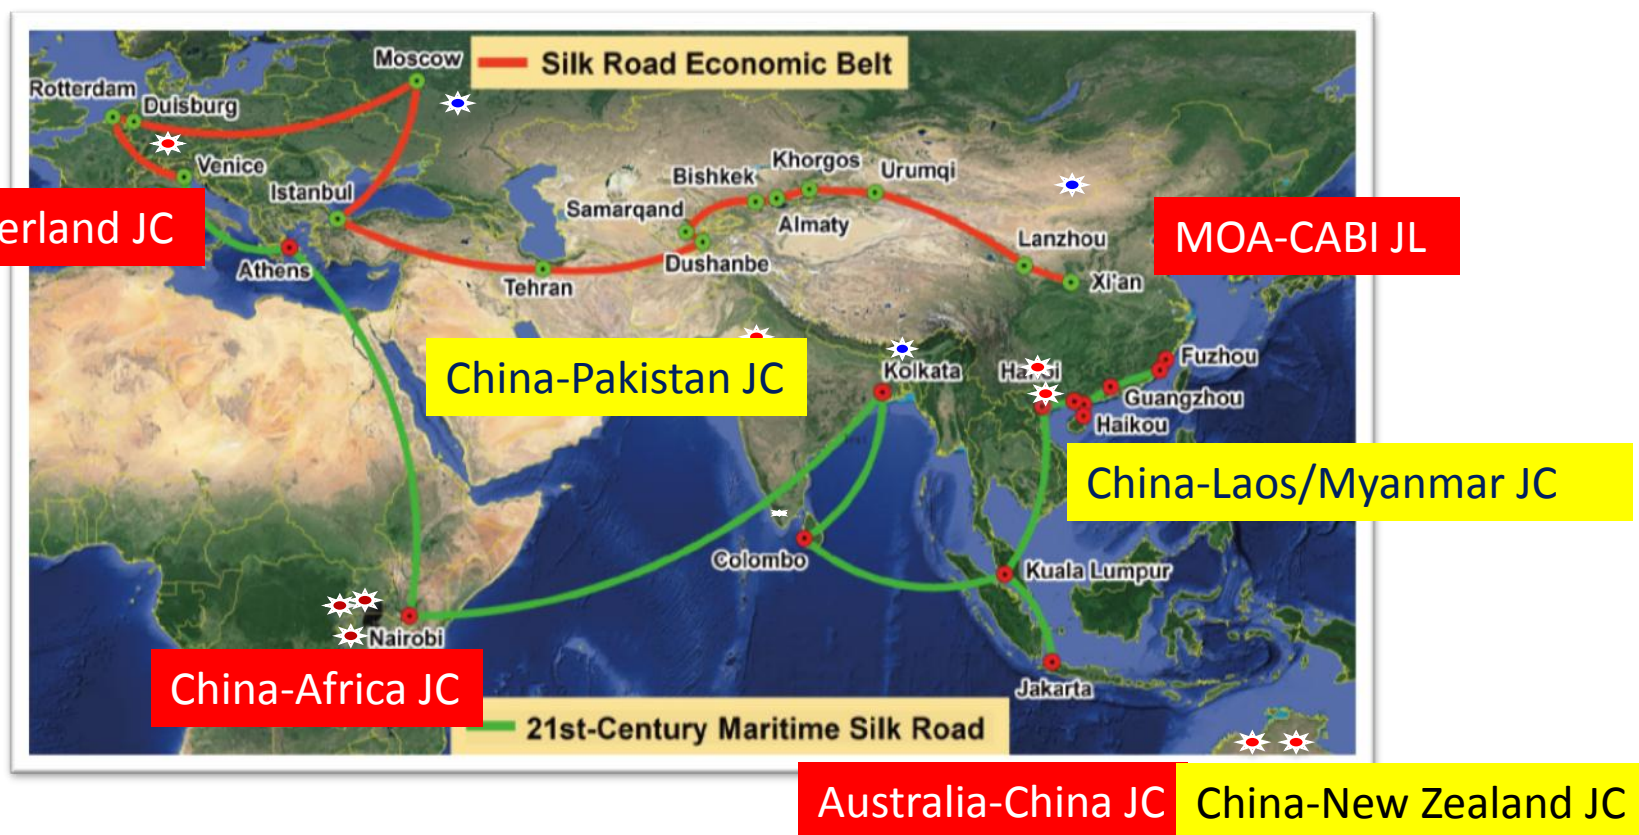 Moscow
Silk Road Economic Belt
Rotterdam
Duisburg
Venice
Istanbul
Bishkek
Khorgos
Urumqi
Samarqand
Almaty
Lanzhou
erland JC
MOA-CABI JL
Athens
Tehran
Dushanbe
Xi'an
China-Pakistan JC
Kolkata
Fuzhou
Guangzhou
Haikou
China-Laos/Myanmar JC
Colombo
Kuala Lumpur
Nairobi
China-Africa JC
Jakarta
21st-Century Maritime Silk Road
Australia-China JC
China-New Zealand JC